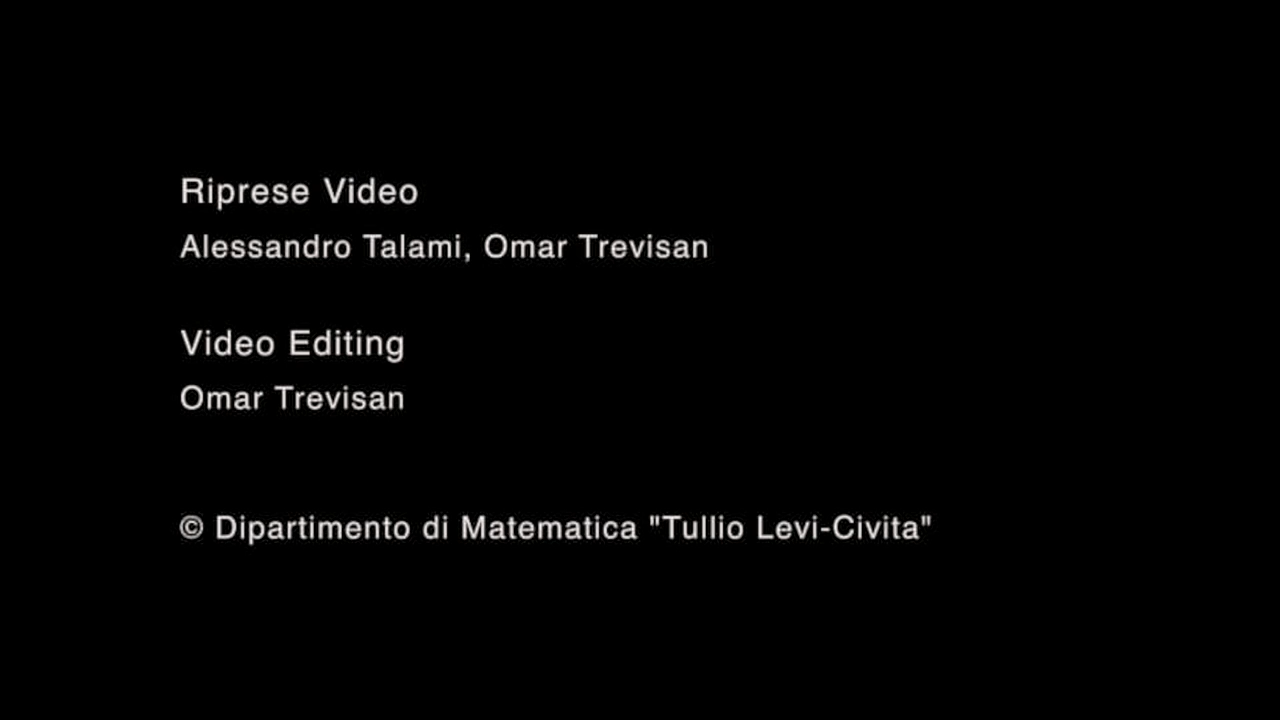 Riprese Video
Alessandro Talami, Omar Trevisan
Video Editing
Omar Trevisan
© Dipartimento di Matematica "Tullio Levi-Civita"